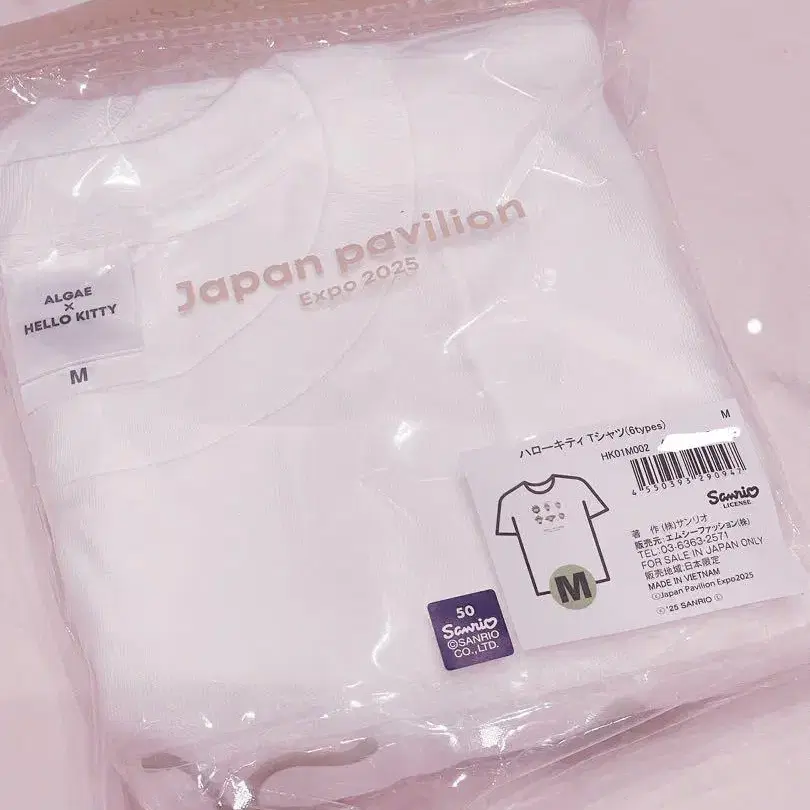 Japan pavilion
Expo 2025
ALGAE
×
HELLO KITTY
M
M
ハローキティ Tシャツ(6types)
HK01M002
4 550393 290947
Sanrio
LICENSE
著 作 (株)サンリオ
販売元: エムシーファッション(株)
TEL: 03-6363-2571
FOR SALE IN JAPAN ONLY
販売地域:日本限定
MADE IN VIETNAM
©Japan Pavilion Expo2025
©'25 SANRIO Ⓛ
M
50
Sanrio
©SANRIO
CO., LTD.